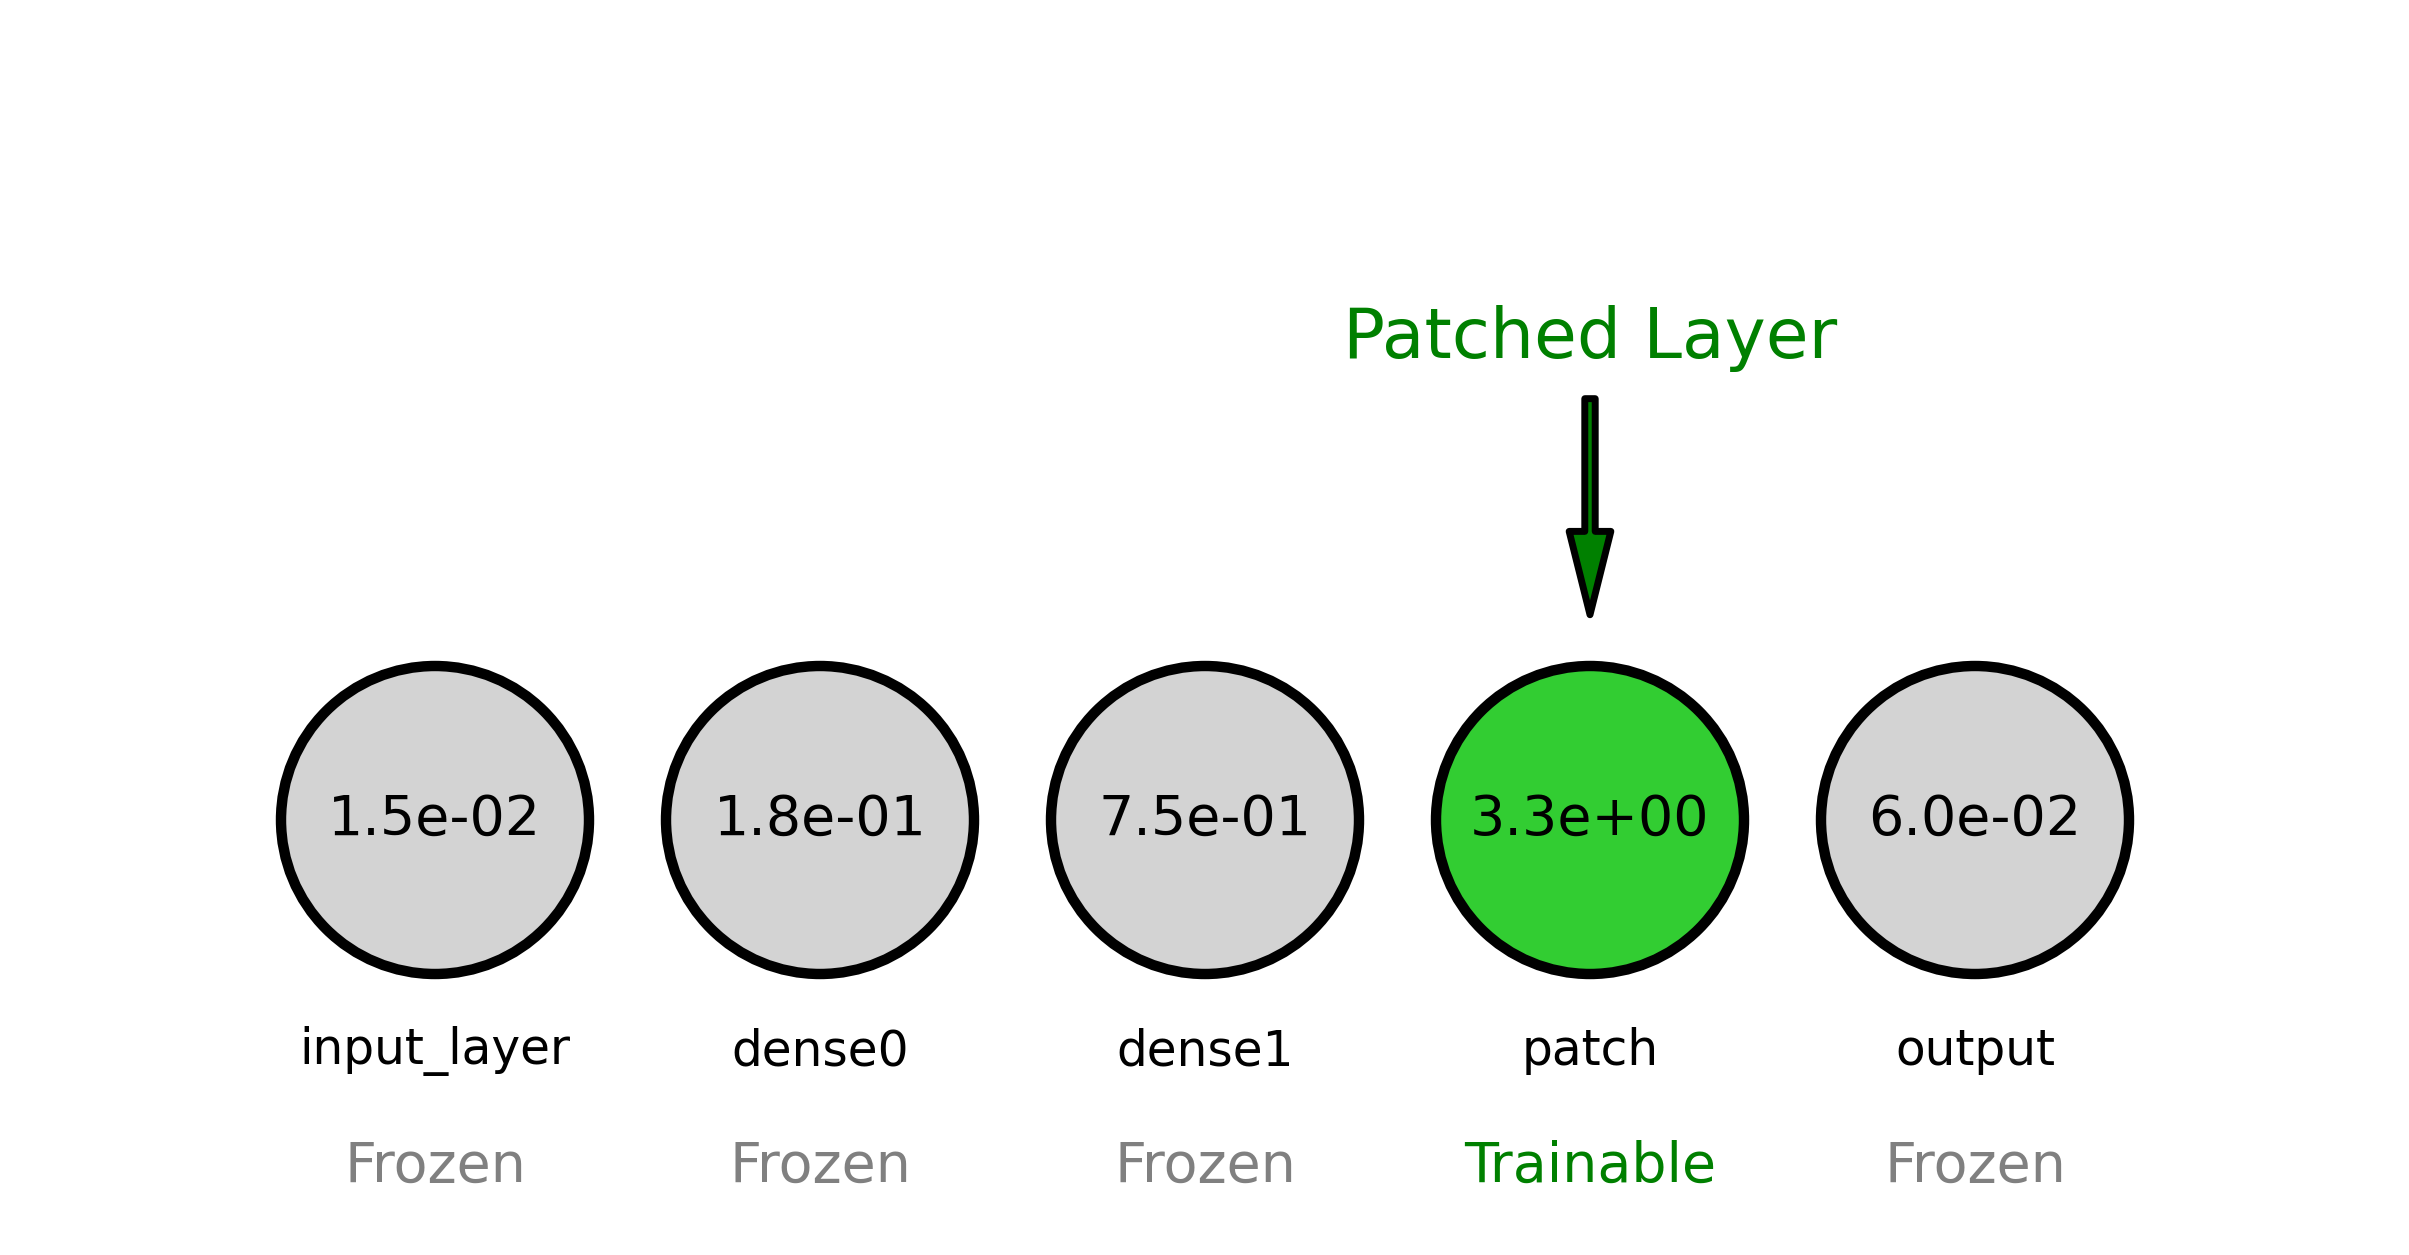 Patched Layer
1.5e-02 1.8e-01 7.5e-01 3.3e+00 6.0e-02
input_layer dense0 dense1 patch output
Frozen Frozen Frozen Trainable Frozen